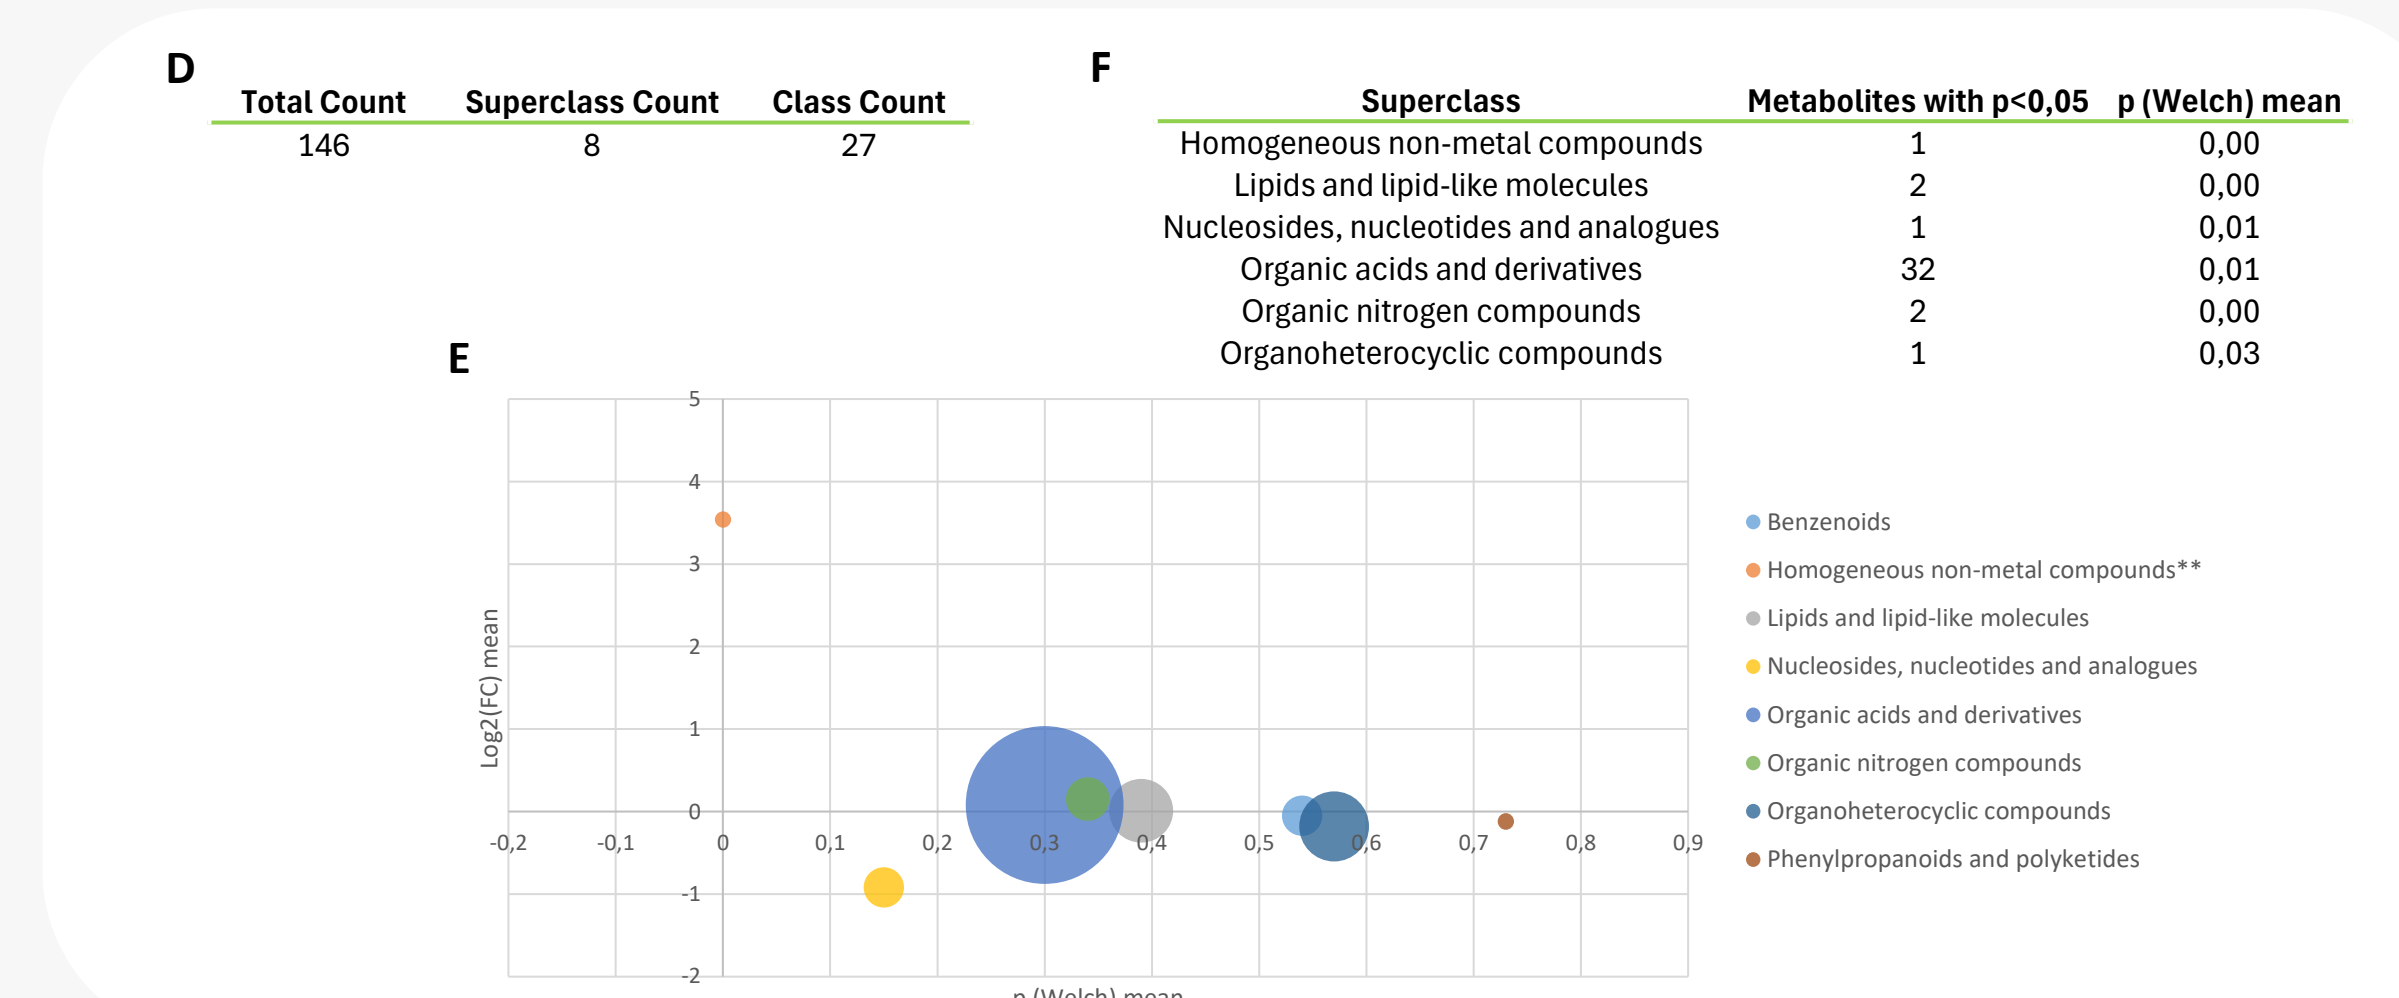 D
Total Count Superclass Count Class Count
146 8 27
F
Superclass Metabolites with p<0,05 p (Welch) mean
Homogeneous non-metal compounds 1 0,00
Lipids and lipid-like molecules 2 0,00
Nucleosides, nucleotides and analogues 1 0,01
Organic acids and derivatives 32 0,01
Organic nitrogen compounds 2 0,00
Organoheterocyclic compounds 1 0,03
E
5
4
3
2
1
0
-1
-2
Log2(FC) mean
-0,2 -0,1 0 0,1 0,2 0,3 0,4 0,5 0,6 0,7 0,8 0,9
p (Welch) mean
Benzenoids
Homogeneous non-metal compounds**
Lipids and lipid-like molecules
Nucleosides, nucleotides and analogues
Organic acids and derivatives
Organic nitrogen compounds
Organoheterocyclic compounds
Phenylpropanoids and polyketides